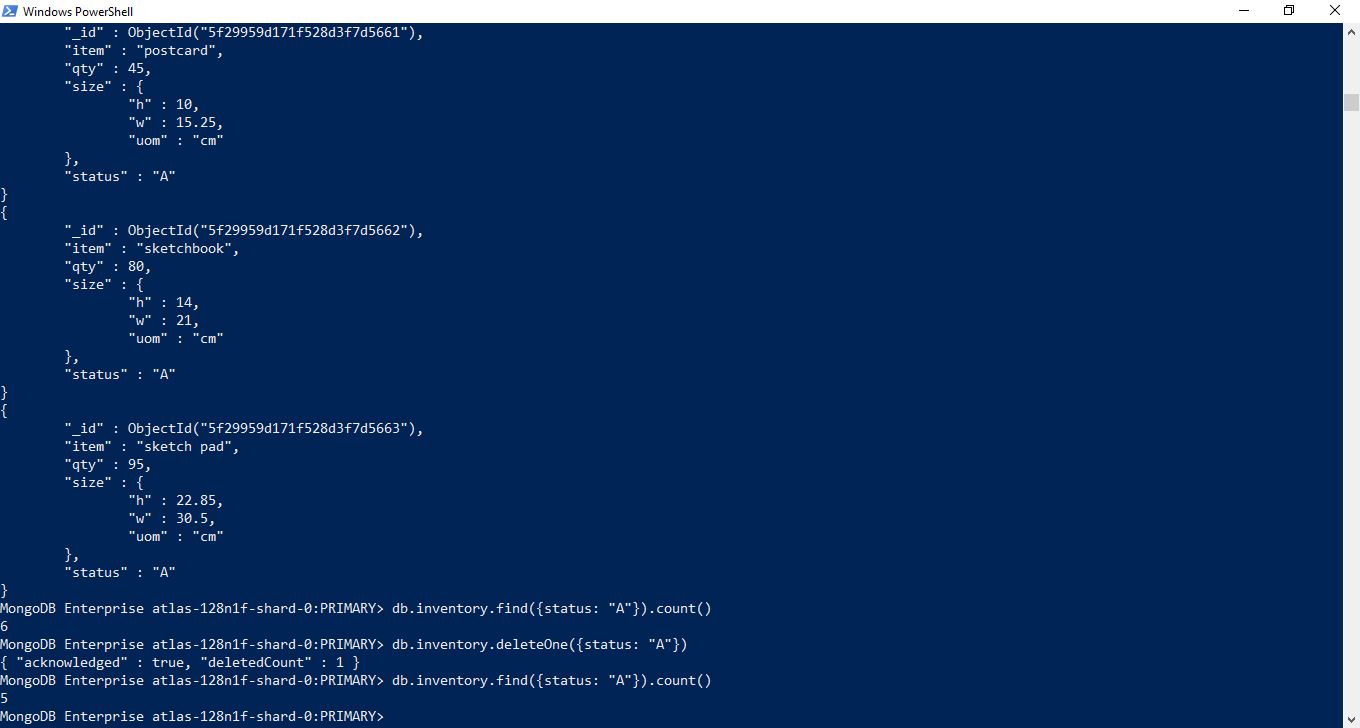 Windows PowerShell
"_id" : ObjectId("5f29959d171f528d3f7d5661"),
"item" : "postcard",
"qty" : 45,
"size" : {
"h" : 10,
"w" : 15.25,
"uom" : "cm"
},
"status" : "A"
}
{
"_id" : ObjectId("5f29959d171f528d3f7d5662"),
"item" : "sketchbook",
"qty" : 80,
"size" : {
"h" : 14,
"w" : 21,
"uom" : "cm"
},
"status" : "A"
}
{
"_id" : ObjectId("5f29959d171f528d3f7d5663"),
"item" : "sketch pad",
"qty" : 95,
"size" : {
"h" : 22.85,
"w" : 30.5,
"uom" : "cm"
},
"status" : "A"
}
MongoDB Enterprise atlas-128n1f-shard-0:PRIMARY> db.inventory.find({status: "A"}).count()
6
MongoDB Enterprise atlas-128n1f-shard-0:PRIMARY> db.inventory.deleteOne({status: "A"})
{ "acknowledged" : true, "deletedCount" : 1 }
MongoDB Enterprise atlas-128n1f-shard-0:PRIMARY> db.inventory.find({status: "A"}).count()
5
MongoDB Enterprise atlas-128n1f-shard-0:PRIMARY>